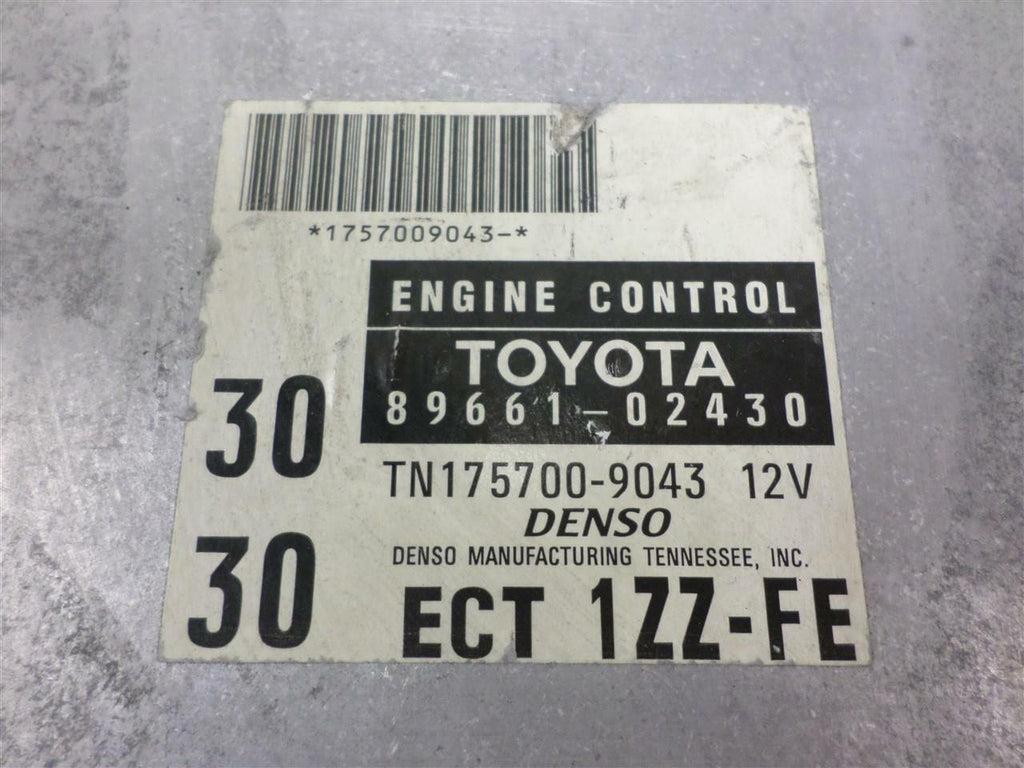 *1757009043-*
ENGINE CONTROL
TOYOTA
89661-02430
30
TN175700-9043 12V
DENSO
DENSO MANUFACTURING TENNESSEE, INC.
30
ECT 1ZZ-FE